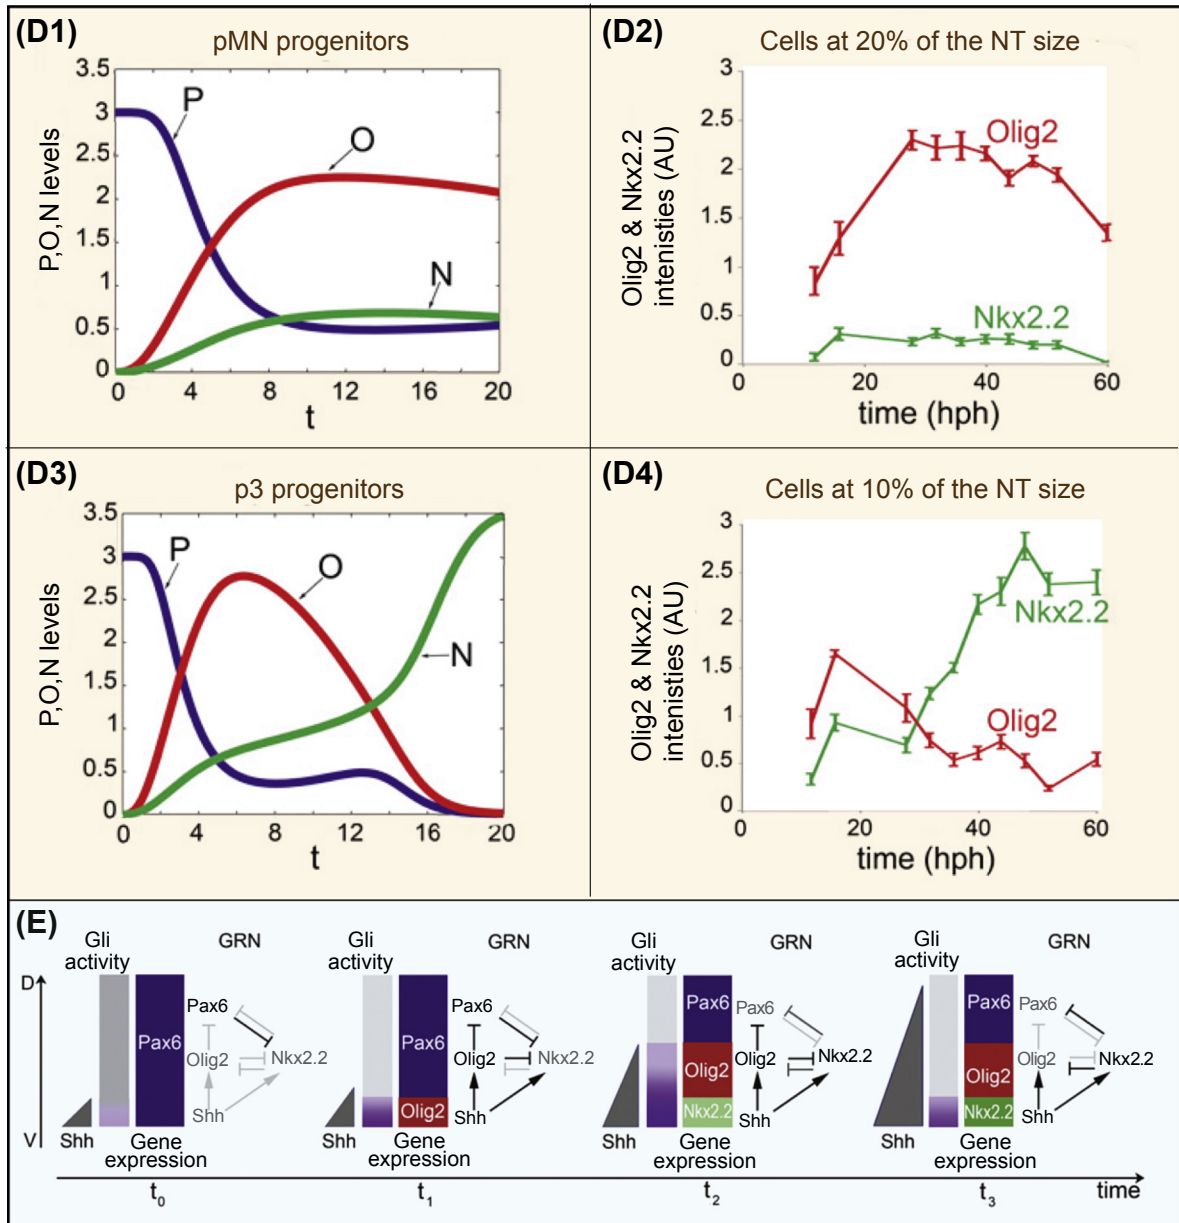 (D1)
pMN progenitors
P,O,N levels
3.5
3
2.5
2
1.5
1
0.5
0
P
O
N
0 4 8 12 16 20
t
(D2)
Cells at 20% of the NT size
Olig2 & Nkx2.2
intenisties (AU)
3
2.5
2
1.5
1
0.5
0
Olig2
Nkx2.2
0 20 40 60
time (hph)
(D3)
p3 progenitors
P,O,N levels
3.5
3
2.5
2
1.5
1
0.5
0
P
O
N
0 4 8 12 16 20
t
(D4)
Cells at 10% of the NT size
Olig2 & Nkx2.2
intenisties (AU)
3
2.5
2
1.5
1
0.5
0
Nkx2.2
Olig2
0 20 40 60
time (hph)
(E)
D
V
Gli
activity
GRN
Pax6
Pax6
Olig2
Nkx2.2
Shh
Shh
Gene
expression
t0
Gli
activity
GRN
Pax6
Pax6
Olig2
Nkx2.2
Olig2
Shh
Shh
Gene
expression
t1
Gli
activity
GRN
Pax6
Pax6
Olig2
Olig2
Nkx2.2
Nkx2.2
Shh
Shh
Gene
expression
t2
Gli
activity
GRN
Pax6
Pax6
Olig2
Olig2
Nkx2.2
Nkx2.2
Shh
Shh
Gene
expression
t3
time